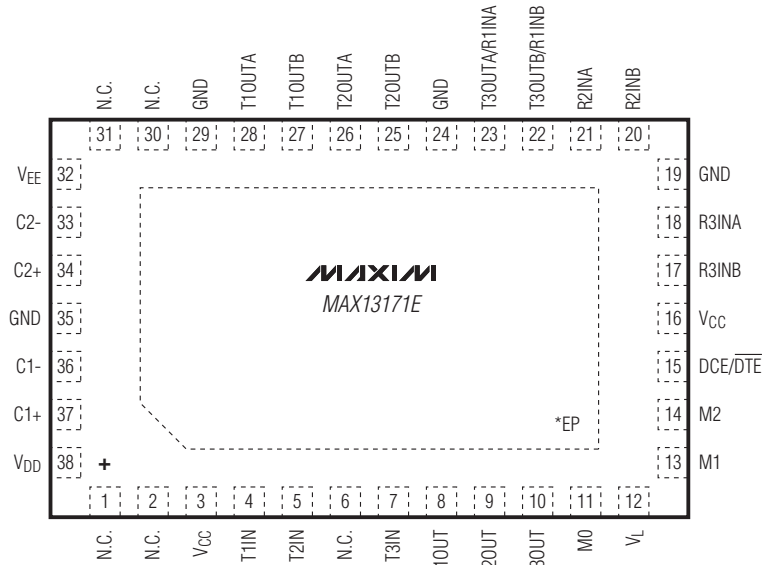 N.C.
N.C.
GND
T1OUTA
T1OUTB
T2OUTA
T2OUTB
GND
T3OUTA/R1INA
T3OUTB/R1INB
R2INA
R2INB
31 30 29 28 27 26 25 24 23 22 21 20
VEE 32
C2- 33
C2+ 34
GND 35
C1- 36
C1+ 37
VDD 38
+
MAXIM
MAX13171E
*EP
19 GND
18 R3INA
17 R3INB
16 VCC
15 DCE/DTE
14 M2
13 M1
1 2 3 4 5 6 7 8 9 10 11 12
N.C.
N.C.
VCC
T1IN
T2IN
N.C.
T3IN
1OUT
2OUT
3OUT
M0
VL